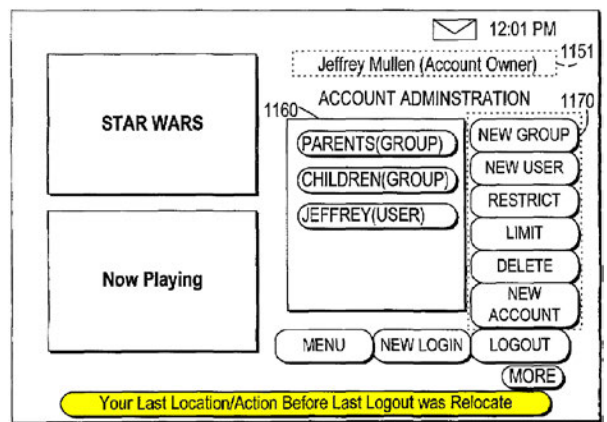 12:01 PM
1151
Jeffrey Mullen (Account Owner)
STAR WARS
1160
ACCOUNT ADMINSTRATION
1170
PARENTS(GROUP)
CHILDREN(GROUP)
JEFFREY(USER)
NEW GROUP
NEW USER
RESTRICT
LIMIT
DELETE
NEW
ACCOUNT
Now Playing
MENU
NEW LOGIN
LOGOUT
MORE
Your Last Location/Action Before Last Logout was Relocate